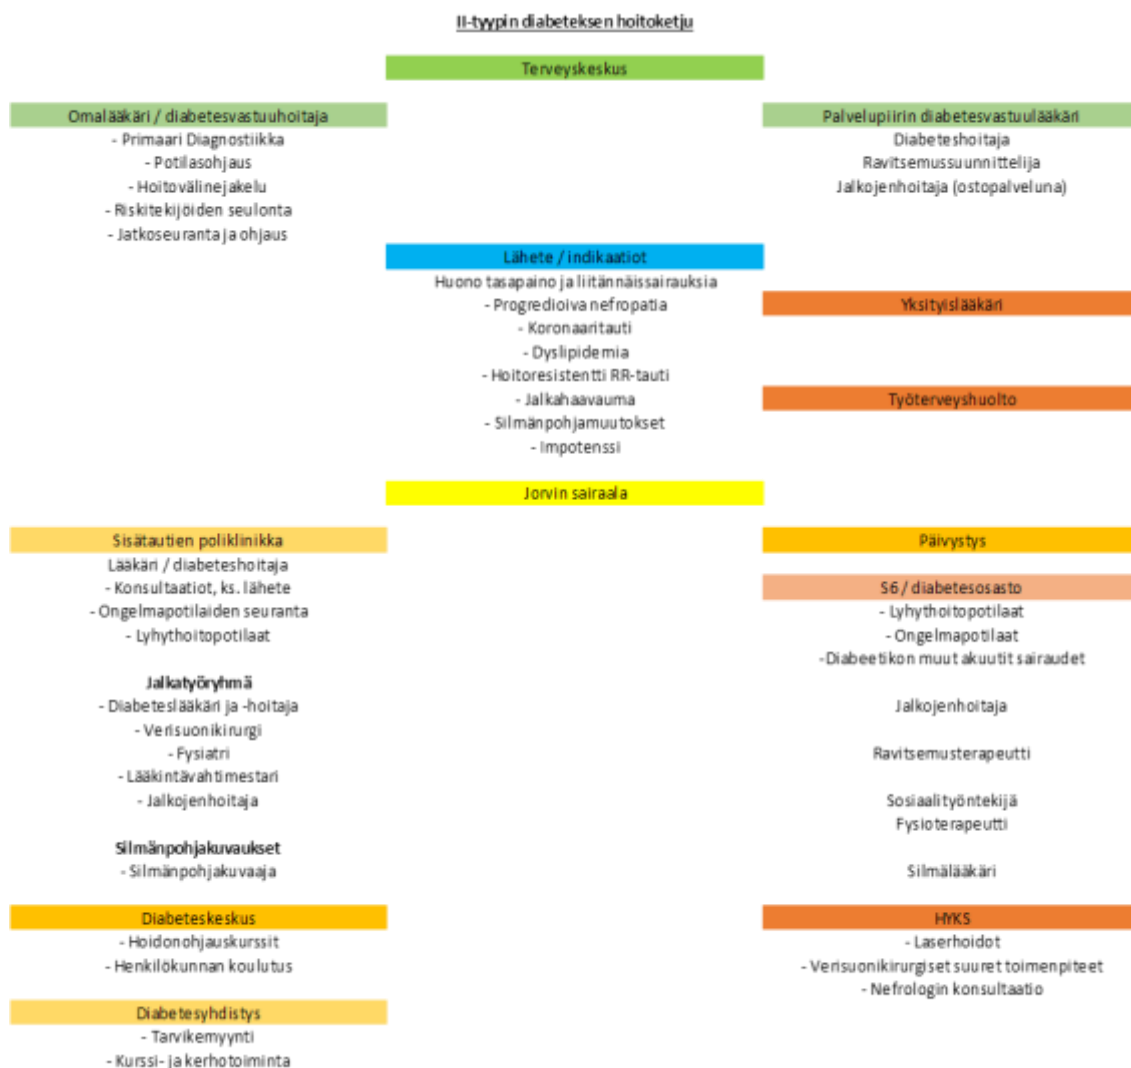 II-tyypin diabeteksen hoitoketju
Terveyskeskus
Omalääkäri / diabetesvastuuhoitaja
- Primaari Diagnostiikka
- Potilasohjaus
- Hoitovälinejakelu
- Riskitekijöiden seulonta
- Jatkoseuranta ja ohjaus
Palvelupiirin diabetesvastuulääkäri
Diabeteshoitaja
Ravitsemussuunnittelija
Jalkojenhoitaja (ostopalveluna)
Lähete / indikaatiot
Huono tasapaino ja liitännäissairauksia
- Progredioiva nefropatia
- Koronaaritauti
- Dyslipidemia
- Hoitoresistentti RR-tauti
- Jalkahaavauma
- Silmänpohjamuutokset
- Impotenssi
Yksityislääkäri
Työterveyshuolto
Jorvin sairaala
Sisätautien poliklinikka
Lääkäri / diabeteshoitaja
- Konsultaatiot, ks. lähete
- Ongelmapotilaiden seuranta
- Lyhythoitopotilaat
Jalkatyöryhmä
- Diabeteslääkäri ja -hoitaja
- Verisuonikirurgi
- Fysiatri
- Lääkintävahtimestari
- Jalkojenhoitaja
Silmänpohjakuvaukset
- Silmänpohjakuvaaja
Päivystys
S6 / diabetesosasto
- Lyhythoitopotilaat
- Ongelmapotilaat
-Diabeetikon muut akuutit sairaudet
Jalkojenhoitaja
Ravitsemusterapeutti
Sosiaalityöntekijä
Fysioterapeutti
Silmälääkäri
Diabeteskeskus
- Hoidonohjauskurssit
- Henkilökunnan koulutus
HYKS
- Laserhoidot
- Verisuonikirurgiset suuret toimenpiteet
- Nefrologin konsultaatio
Diabetesyhdistys
- Tarvikemyynti
- Kurssi- ja kerhotoiminta